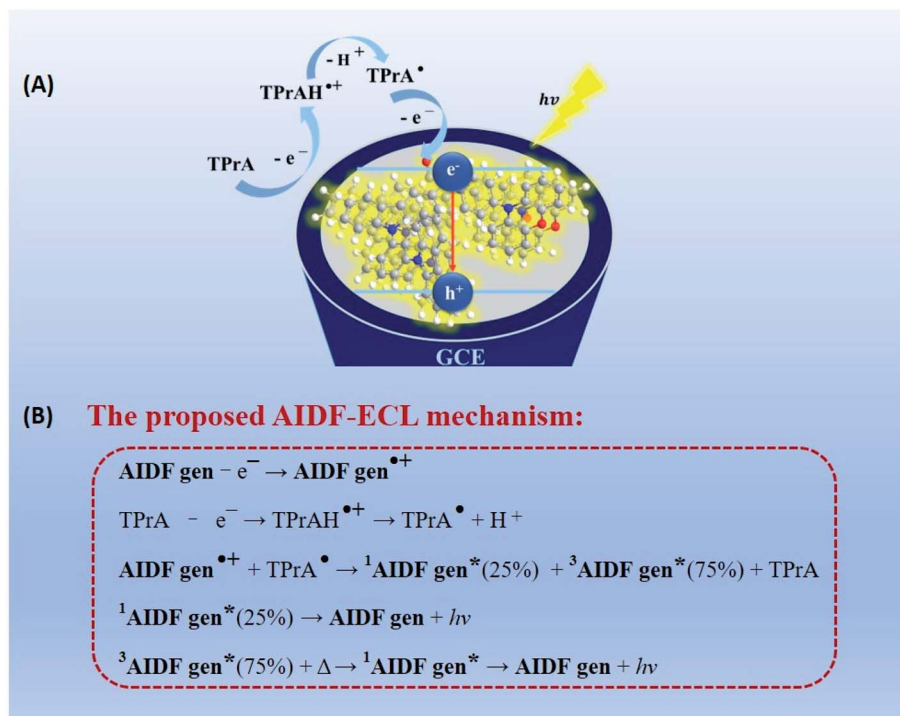 (A)
- H⁺
TPrAH•⁺
TPrA•
TPrA
- e⁻
- e⁻
hν
e⁻
h⁺
GCE
(B) The proposed AIDF-ECL mechanism:
AIDF gen – e⁻ → AIDF gen•⁺
TPrA - e⁻ → TPrAH•⁺ → TPrA• + H⁺
AIDF gen•⁺ + TPrA• → ¹AIDF gen*(25%) + ³AIDF gen*(75%) + TPrA
¹AIDF gen*(25%) → AIDF gen + hν
³AIDF gen*(75%) + Δ → ¹AIDF gen* → AIDF gen + hν